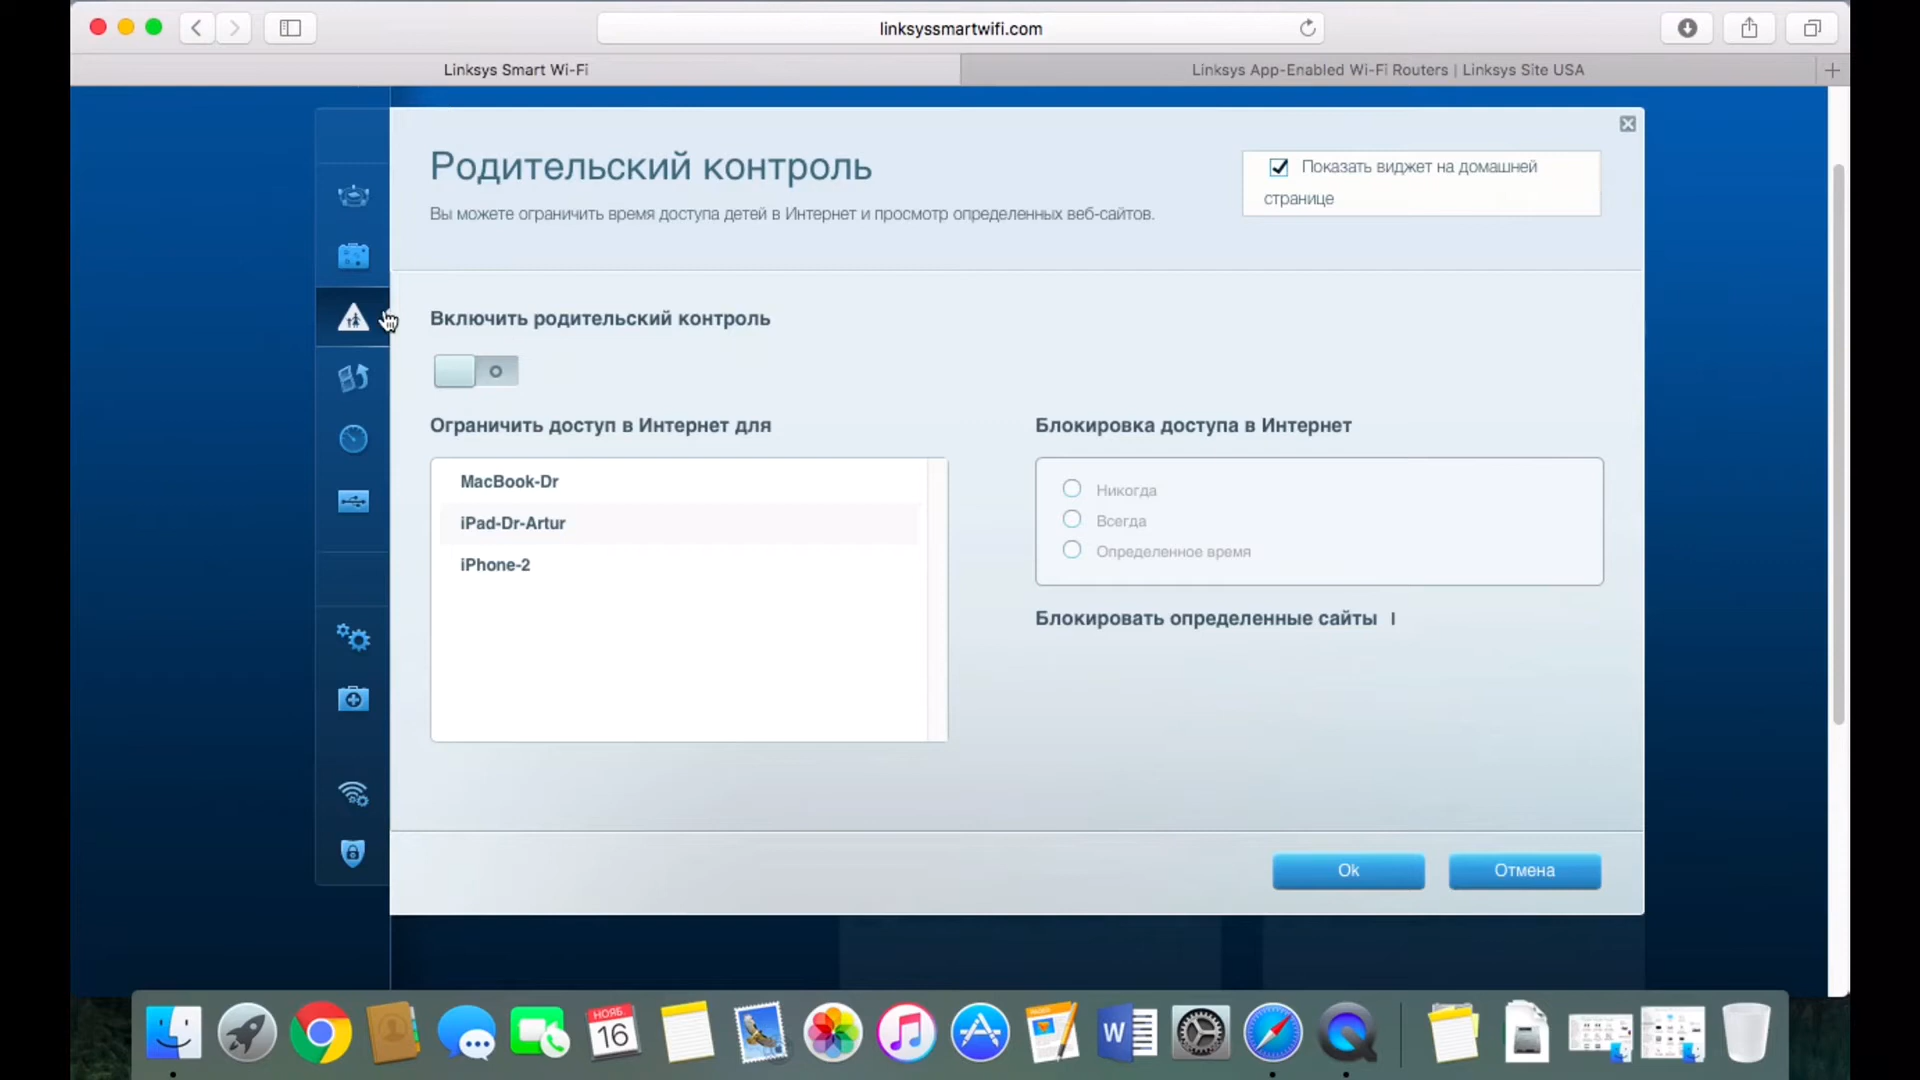 linksyssmartwifi.com
Linksys Smart Wi-Fi
Linksys App-Enabled Wi-Fi Routers | Linksys Site USA
Родительский контроль
Показать виджет на домашней
странице
Вы можете ограничить время доступа детей в Интернет и просмотр определенных веб-сайтов.
Включить родительский контроль
Ограничить доступ в Интернет для
Блокировка доступа в Интернет
MacBook-Dr
iPad-Dr-Artur
iPhone-2
Никогда
Всегда
Определенное время
Блокировать определенные сайты |
Ok
Отмена
НОЯБ.
16
PAGES
W